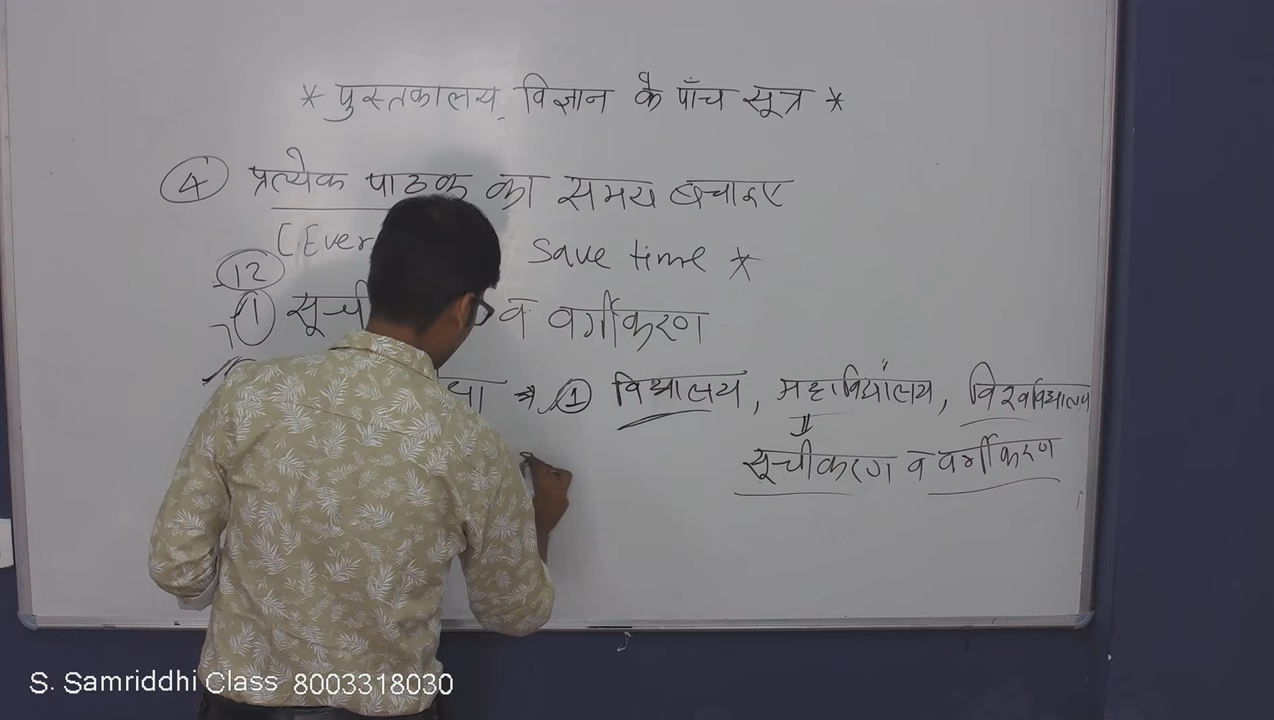 * पुस्तकालय विज्ञान के पाँच सूत्र *
4 प्रत्येक पाठक का समय बचाइए
Save time *
12
1 व वर्गीकरण
1 विद्यालय, महाविद्यालय, विश्वविद्यालय
सूचीकरण व वर्गीकरण
S. Samriddhi Class 8003318030